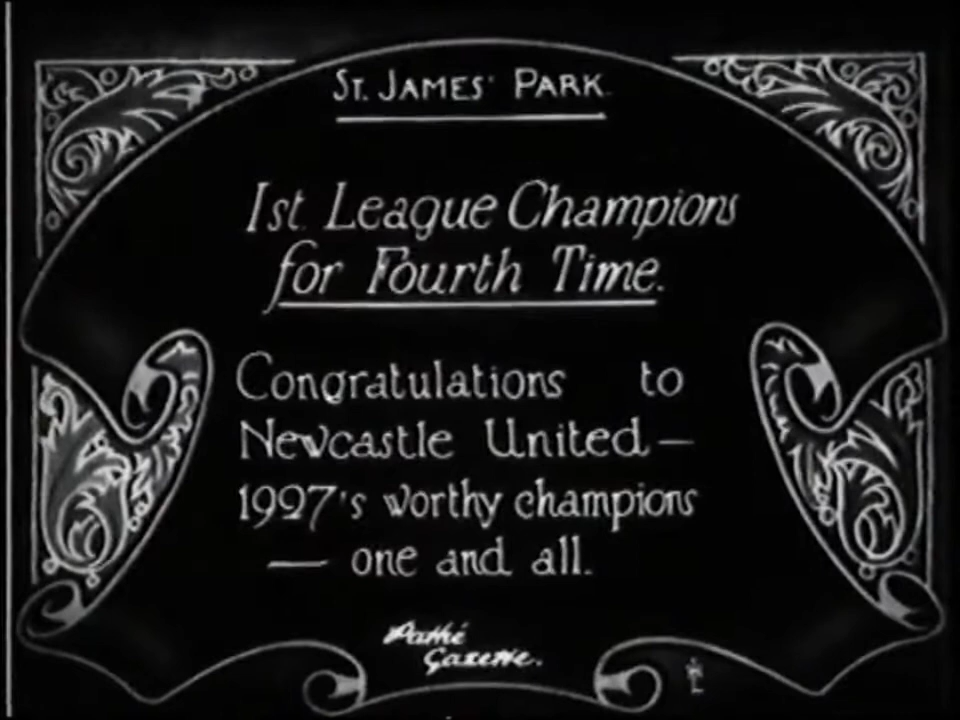 St. James' Park.
1st. League Champions
for Fourth Time.
Congratulations to
Newcastle United —
1927's worthy champions
— one and all.
Pathé
Gazette.